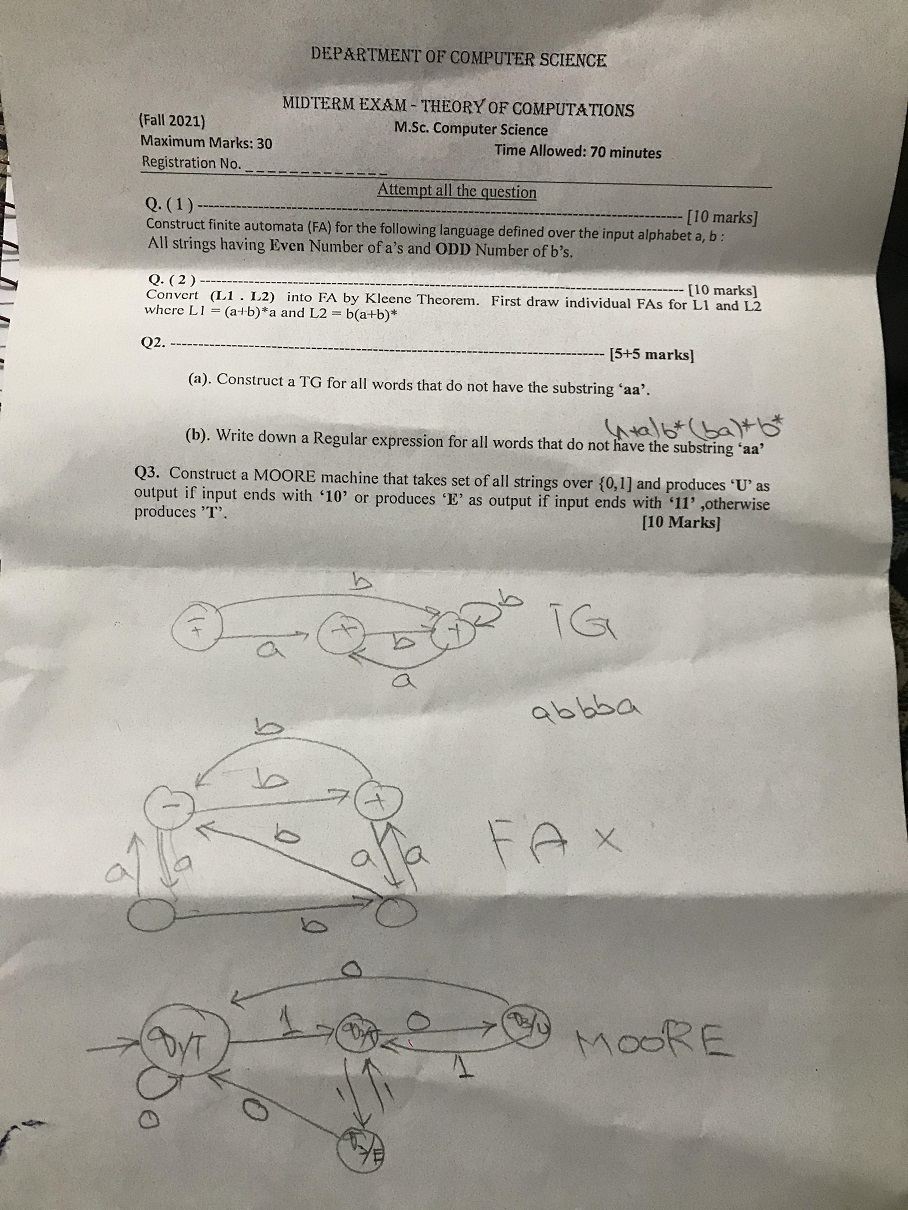 DEPARTMENT OF COMPUTER SCIENCE
MIDTERM EXAM - THEORY OF COMPUTATIONS
(Fall 2021)
M.Sc. Computer Science
Maximum Marks: 30
Time Allowed: 70 minutes
Registration No. _ _ _ _ _ _ _ _ _ _ _ _ _
Attempt all the question
Q. ( 1 ) ------------------------------------------------------------ [10 marks]
Construct finite automata (FA) for the following language defined over the input alphabet a, b :
All strings having Even Number of a's and ODD Number of b's.
Q. ( 2 ) ------------------------------------------------------------ [10 marks]
Convert (L1 . L2) into FA by Kleene Theorem. First draw individual FAs for L1 and L2
where L1 = (a+b)*a and L2 = b(a+b)*
Q2. ------------------------------------------------------------ [5+5 marks]
(a). Construct a TG for all words that do not have the substring 'aa'.
b* (ba)* b*
(b). Write down a Regular expression for all words that do not have the substring 'aa'
Q3. Construct a MOORE machine that takes set of all strings over {0,1] and produces 'U' as
output if input ends with '10' or produces 'E' as output if input ends with '11' ,otherwise
produces 'T'.
[10 Marks]
b
b
TG
+
+
b
a
a
abbba
b
b
-
+
b
FA X
a
a
a
a
b
0
1
0
MOORE
1
0
0